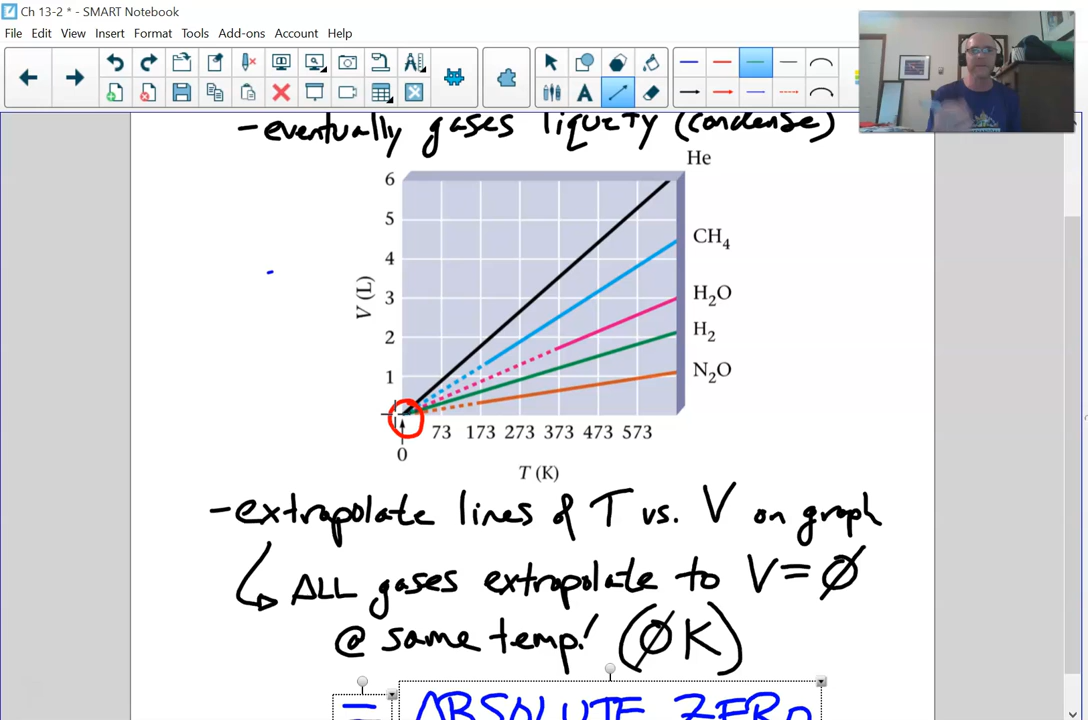 Ch 13-2 * - SMART Notebook
File Edit View Insert Format Tools Add-ons Account Help
-eventually gases liquefy (condense)
He
6
5
CH4
4
V (L)
3
H2O
H2
2
N2O
1
73 173 273 373 473 573
0
T (K)
-extrapolate lines of T vs. V on graph
ALL gases extrapolate to V=Ø
@ same temp! (ØK)
= ABSOLUTE ZERO